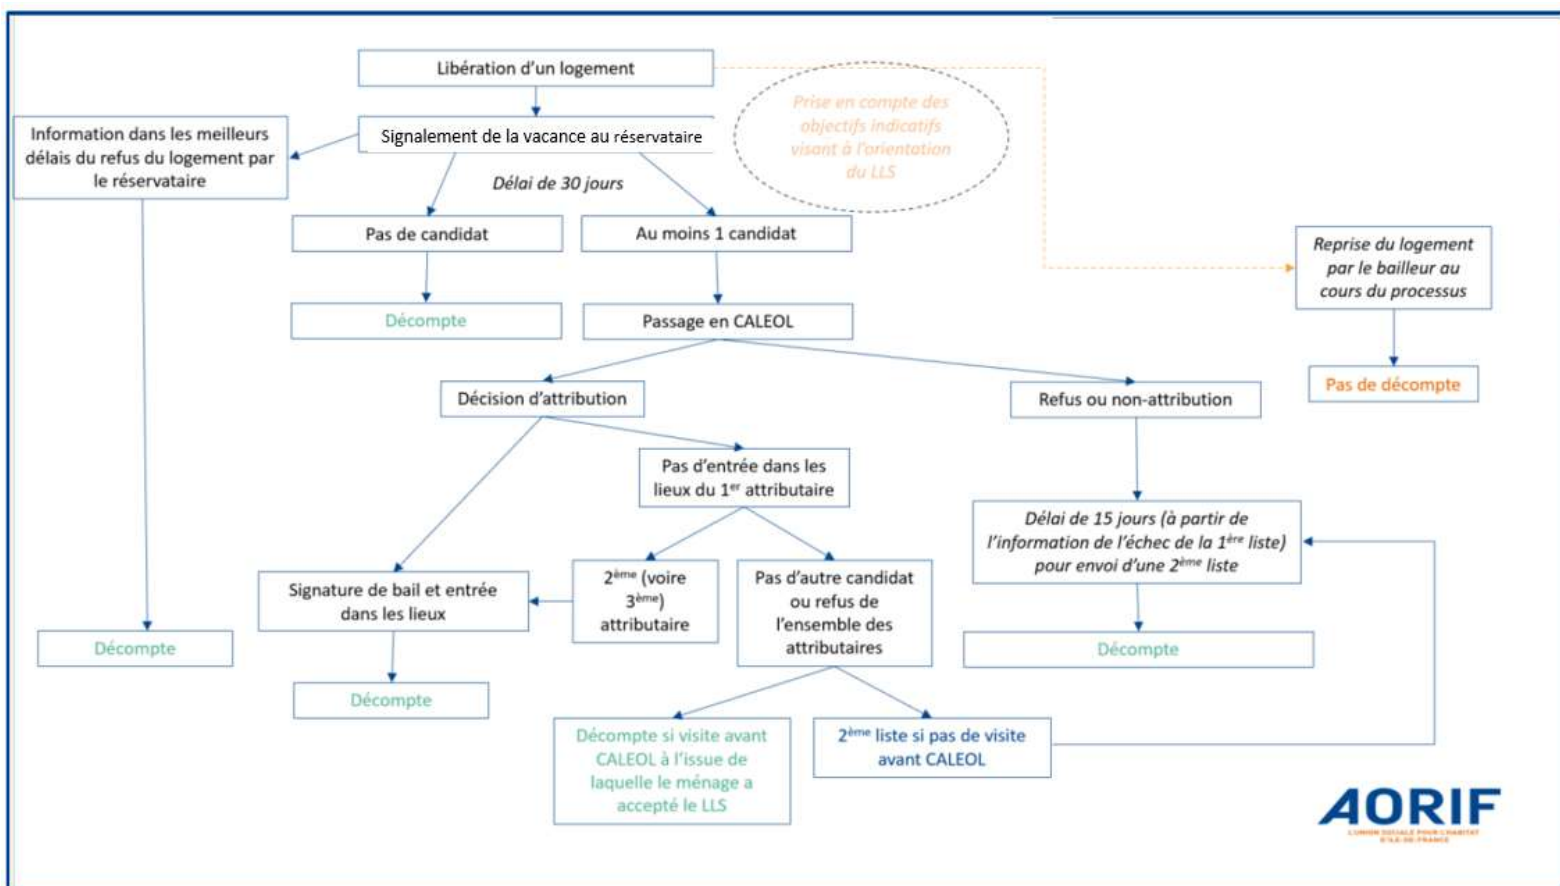 Libération d'un logement
Prise en compte des
objectifs indicatifs
visant à l'orientation
du LLS
Information dans les meilleurs
délais du refus du logement par
le réservataire
Signalement de la vacance au réservataire
Délai de 30 jours
Pas de candidat
Au moins 1 candidat
Reprise du logement
par le bailleur au
cours du processus
Décompte
Passage en CALEOL
Pas de décompte
Décision d'attribution
Refus ou non-attribution
Pas d'entrée dans les
lieux du 1er attributaire
Délai de 15 jours (à partir de
l'information de l'échec de la 1ère liste)
pour envoi d'une 2ème liste
Signature de bail et entrée
dans les lieux
2ème (voire
3ème)
attributaire
Pas d'autre candidat
ou refus de
l'ensemble des
attributaires
Décompte
Décompte
Décompte
Décompte si visite avant
CALEOL à l'issue de
laquelle le ménage a
accepté le LLS
2ème liste si pas de visite
avant CALEOL
AORIF
L'UNION SOCIALE POUR L'HABITAT
D'ÎLE-DE-FRANCE